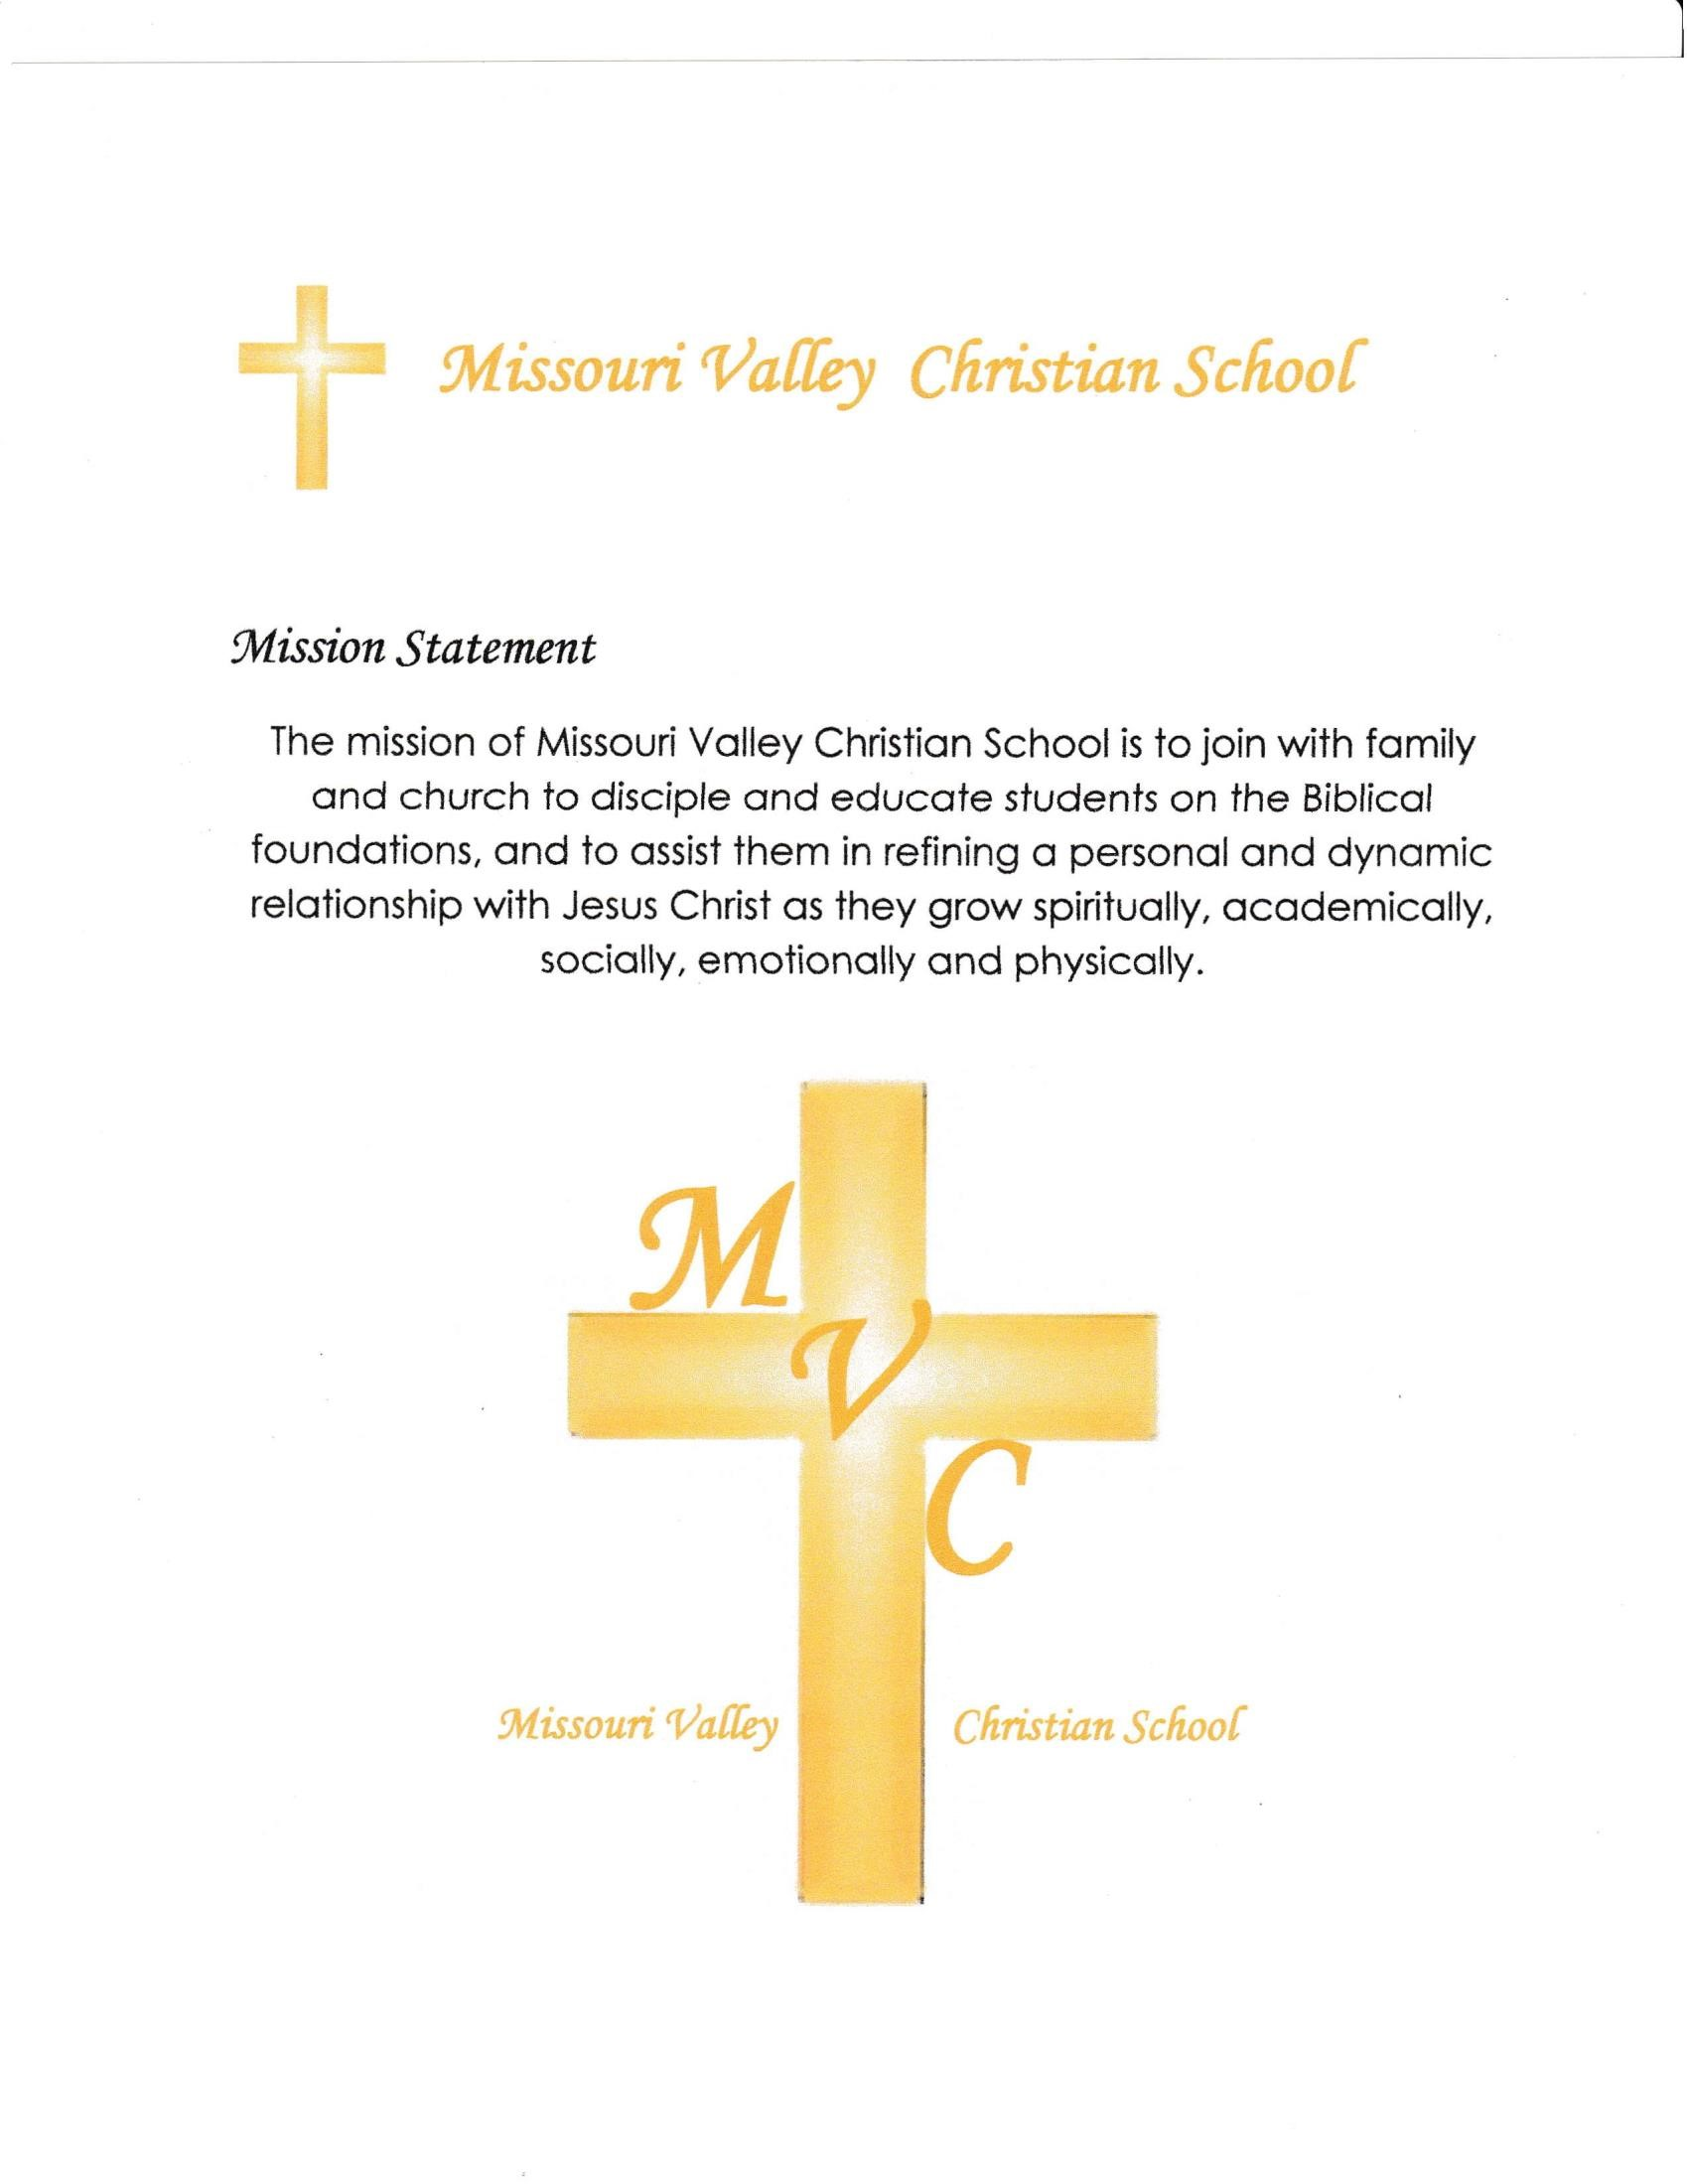 Missouri Valley Christian School
Mission Statement
The mission of Missouri Valley Christian School is to join with family
and church to disciple and educate students on the Biblical
foundations, and to assist them in refining a personal and dynamic
relationship with Jesus Christ as they grow spiritually, academically,
socially, emotionally and physically.
M
V
C
Missouri Valley Christian School